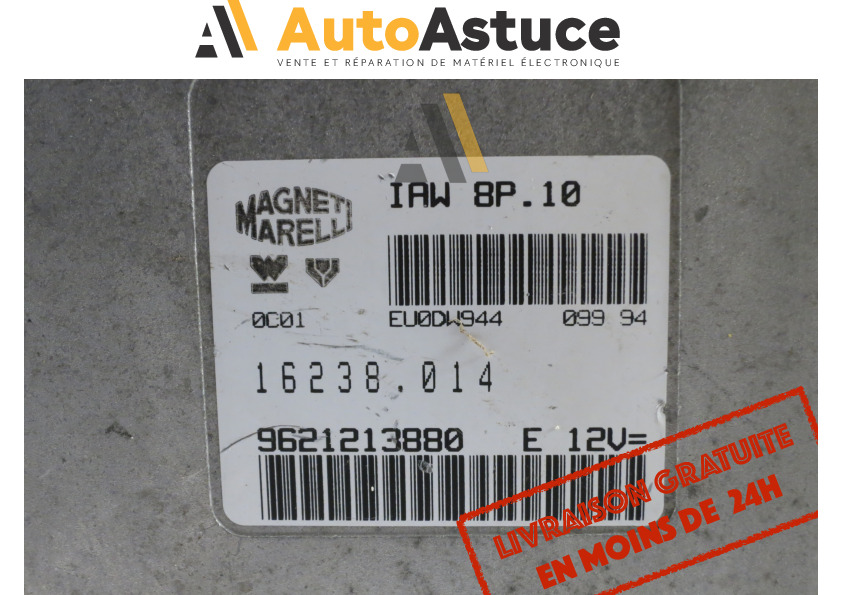 AutoAstuce
VENTE ET RÉPARATION DE MATÉRIEL ÉLECTRONIQUE
IAW 8P.10
MAGNETI
MARELLI
0C01 EU0DW944 099 94
16238.014
9621213880 E 12V=
LIVRAISON GRATUITE
EN MOINS DE 24H